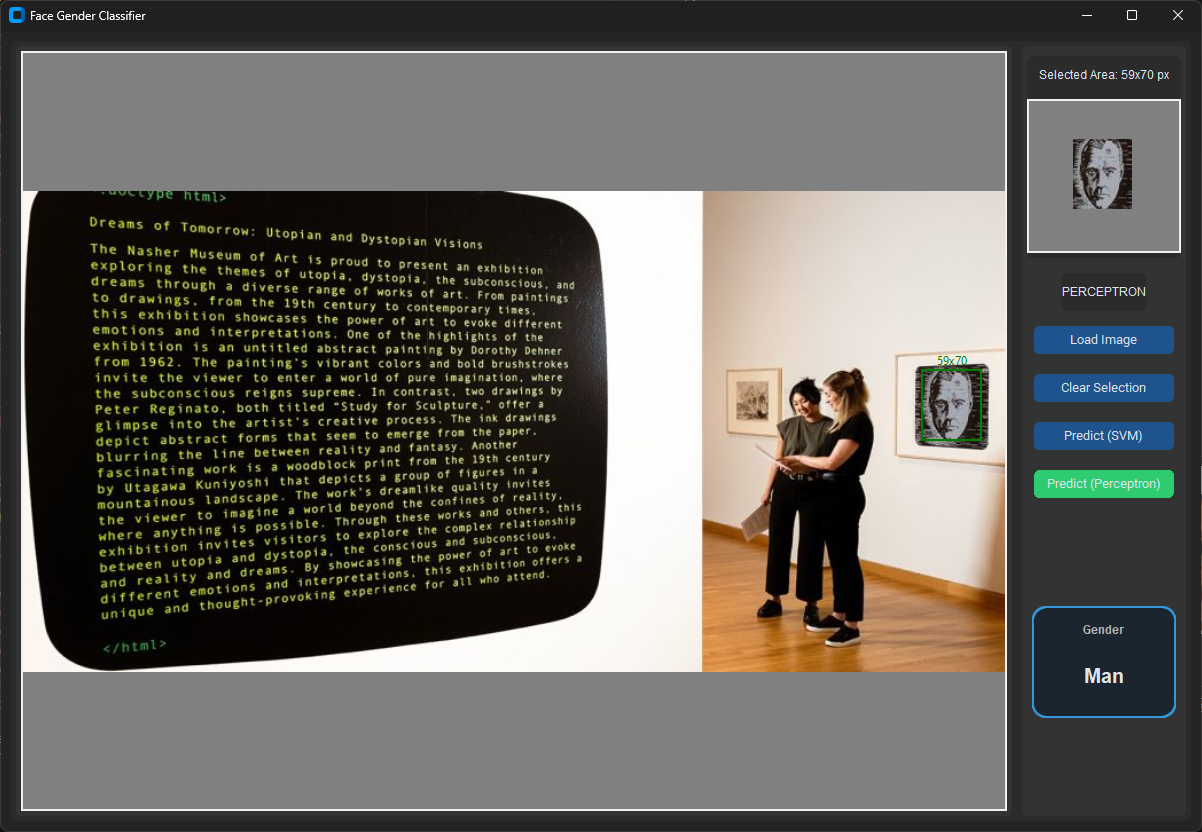 Face Gender Classifier
Selected Area: 59x70 px
<!doctype html>
Dreams of Tomorrow: Utopian and Dystopian Visions
The Nasher Museum of Art is proud to present an exhibition
exploring the themes of utopia, dystopia, the subconscious, and
dreams through a diverse range of works of art. From paintings
to drawings, from the 19th century to contemporary times,
this exhibition showcases the power of art to evoke different
emotions and interpretations. One of the highlights of the
exhibition is an untitled abstract painting by Dorothy Dehner
from 1962. The painting's vibrant colors and bold brushstrokes
invite the viewer to enter a world of pure imagination, where
the subconscious reigns supreme. In contrast, two drawings by
Peter Reginato, both titled "Study for Sculpture," offer a
glimpse into the artist's creative process. The ink drawings
depict abstract forms that seem to emerge from the paper,
blurring the line between reality and fantasy. Another
fascinating work is a woodblock print from the 19th century
by Utagawa Kuniyoshi that depicts a group of figures in a
mountainous landscape. The work's dreamlike quality invites
the viewer to imagine a world beyond the confines of reality,
where anything is possible. Through these works and others, this
exhibition invites visitors to explore the complex relationship
between utopia and dystopia, the conscious and subconscious,
and reality and dreams. By showcasing the power of art to evoke
different emotions and interpretations, this exhibition offers a
unique and thought-provoking experience for all who attend.
</html>
59x70
PERCEPTRON
Load Image
Clear Selection
Predict (SVM)
Predict (Perceptron)
Gender
Man